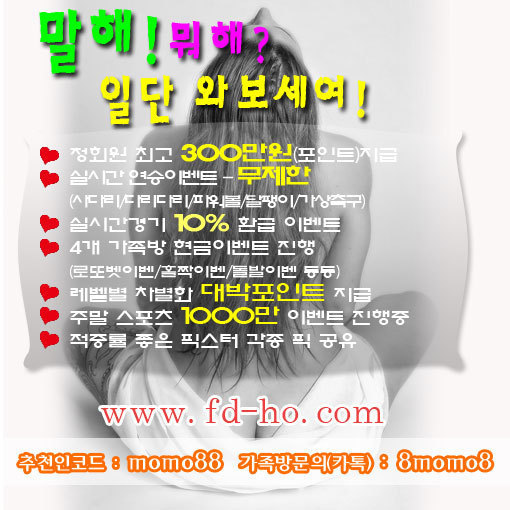 말해! 뭐해?
일단 와보세여!
정회원 최고 300만원(포인트)지급
실시간 연승이벤트 - 무제한
(사다리/다리다리/파워볼/달팽이/가상축구)
실시간경기 10% 환급 이벤트
4개 가족방 현금이벤트 진행
(로또벳이벤/홀짝이벤/돌발이벤 등등)
레벨별 차별화 대박포인트 지급
주말 스포츠 1000만 이벤트 진행중
적중률 좋은 픽스터 각종 픽 공유
www.fd-ho.com
추천인코드 : momo88 가족방문의(카톡) : 8momo8